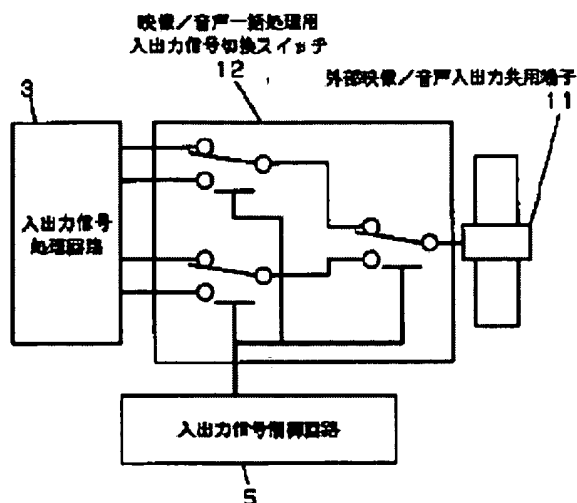 映像／音声一括処理用
入出力信号切換スイッチ
12
外部映像／音声入出力共用端子
11
3
入出力信号
処理回路
入出力信号制御回路
5